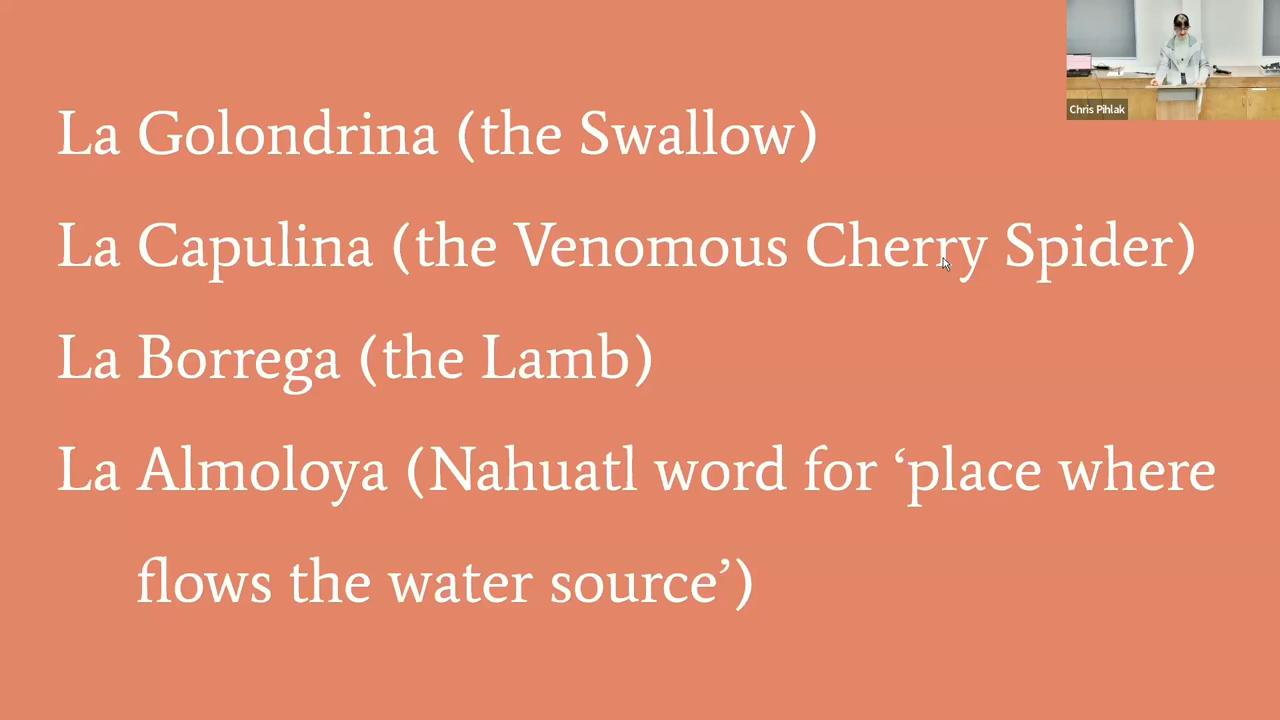 La Golondrina (the Swallow)
La Capulina (the Venomous Cherry Spider)
La Borrega (the Lamb)
La Almoloya (Nahuatl word for ‘place where
flows the water source’)
Chris Pihlak